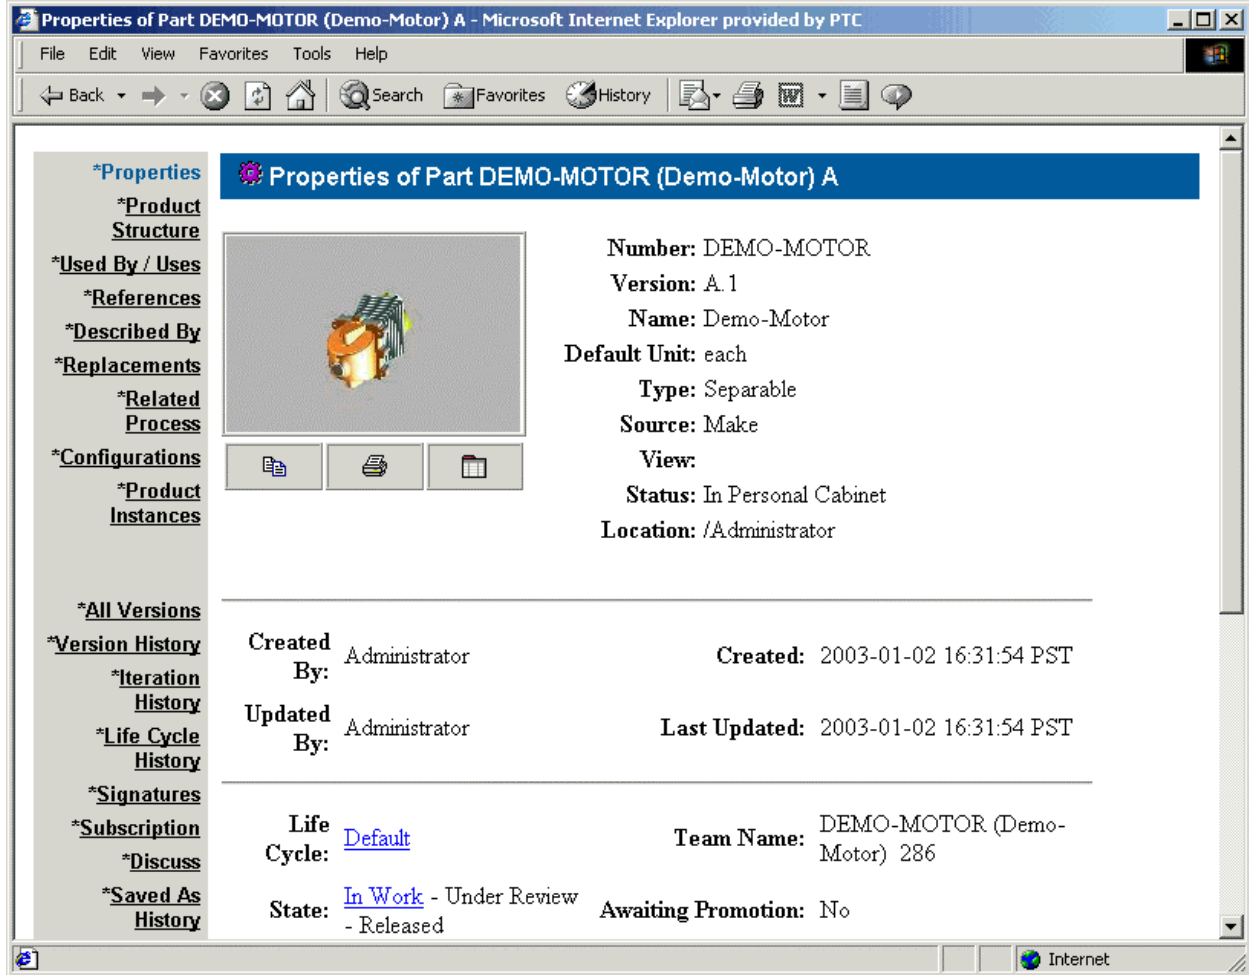 Properties of Part DEMO-MOTOR (Demo-Motor) A - Microsoft Internet Explorer provided by PTC
File Edit View Favorites Tools Help
Back Search Favorites History
*Properties
*Product
Structure
*Used By / Uses
*References
*Described By
*Replacements
*Related
Process
*Configurations
*Product
Instances
*All Versions
*Version History
*Iteration
History
*Life Cycle
History
*Signatures
*Subscription
*Discuss
*Saved As
History
Properties of Part DEMO-MOTOR (Demo-Motor) A
Number: DEMO-MOTOR
Version: A.1
Name: Demo-Motor
Default Unit: each
Type: Separable
Source: Make
View:
Status: In Personal Cabinet
Location: /Administrator
Created
By: Administrator
Created: 2003-01-02 16:31:54 PST
Updated
By: Administrator
Last Updated: 2003-01-02 16:31:54 PST
Life
Cycle: Default
Team Name: DEMO-MOTOR (Demo-
Motor) 286
State: In Work - Under Review
- Released
Awaiting Promotion: No
Internet